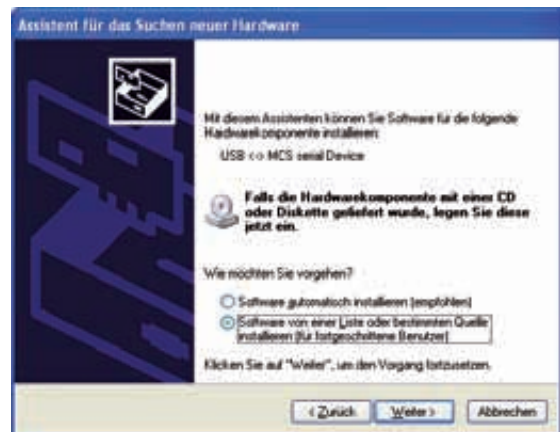 Assistent für das Suchen neuer Hardware
Mit diesem Assistenten können Sie Software für die folgende
Hardwarekomponente installieren:
USB <-> MCS serial Device
Falls die Hardwarekomponente mit einer CD
oder Diskette geliefert wurde, legen Sie diese
jetzt ein.
Wie möchten Sie vorgehen?
Software automatisch installieren (empfohlen)
Software von einer Liste oder bestimmten Quelle
installieren (für fortgeschrittene Benutzer)
Klicken Sie auf "Weiter", um den Vorgang fortzusetzen.
< Zurück Weiter > Abbrechen